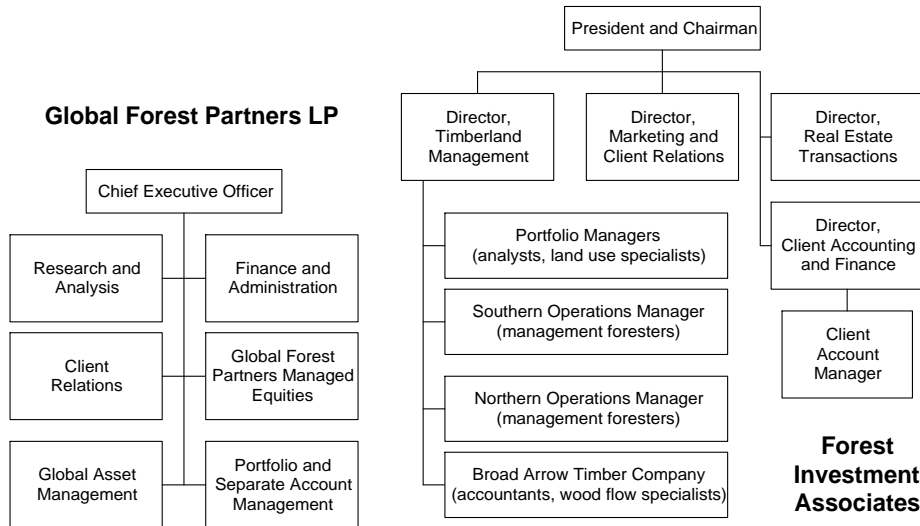 Global Forest Partners LP
Chief Executive Officer
Research and
Analysis
Finance and
Administration
Client
Relations
Global Forest
Partners Managed
Equities
Global Asset
Management
Portfolio and
Separate Account
Management
President and Chairman
Director,
Timberland
Management
Director,
Marketing and
Client Relations
Director,
Real Estate
Transactions
Portfolio Managers
(analysts, land use specialists)
Southern Operations Manager
(management foresters)
Northern Operations Manager
(management foresters)
Broad Arrow Timber Company
(accountants, wood flow specialists)
Director,
Client Accounting
and Finance
Client
Account
Manager
Forest
Investment
Associates